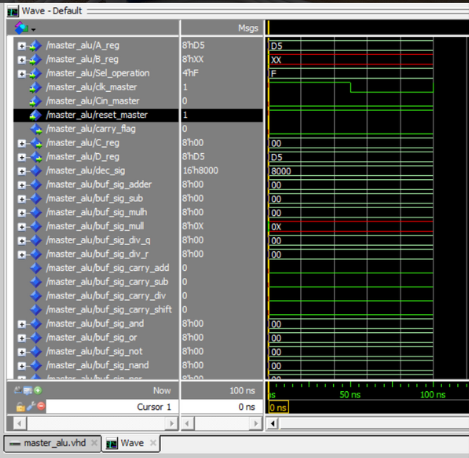 Wave - Default
Msgs
/master_alu/A_reg 8'hD5 D5
/master_alu/B_reg 8'hXX XX
/master_alu/Sel_operation 4'hF F
/master_alu/clk_master 1
/master_alu/Cin_master 0
/master_alu/reset_master 1
/master_alu/carry_flag 0
/master_alu/C_reg 8'h00 00
/master_alu/D_reg 8'hD5 D5
/master_alu/dec_sig 16'h8000 8000
/master_alu/buf_sig_adder 8'h00 00
/master_alu/buf_sig_sub 8'h00 00
/master_alu/buf_sig_mulh 8'h00 00
/master_alu/buf_sig_mull 8'h0X 0X
/master_alu/buf_sig_div_q 8'h00 00
/master_alu/buf_sig_div_r 8'h00 00
/master_alu/buf_sig_carry_add 0
/master_alu/buf_sig_carry_sub 0
/master_alu/buf_sig_carry_div 0
/master_alu/buf_sig_carry_shift 0
/master_alu/buf_sig_and 8'h00 00
/master_alu/buf_sig_or 8'h00 00
/master_alu/buf_sig_not 8'h00 00
/master_alu/buf_sig_nand 8'h00 00
Now 100 ns ns 50 ns 100 ns
Cursor 1 0 ns 0 ns
master_alu.vhd Wave